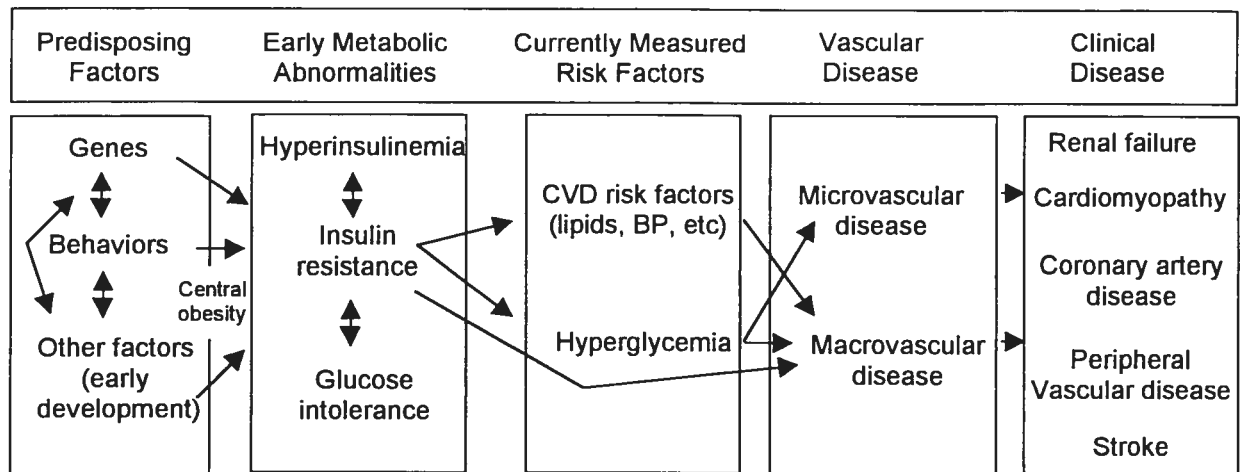 Predisposing
Factors
Early Metabolic
Abnormalities
Currently Measured
Risk Factors
Vascular
Disease
Clinical
Disease
Genes
Behaviors
Other factors
(early
development)
Central
obesity
Hyperinsulinemia
Insulin
resistance
Glucose
intolerance
CVD risk factors
(lipids, BP, etc)
Hyperglycemia
Microvascular
disease
Macrovascular
disease
Renal failure
Cardiomyopathy
Coronary artery
disease
Peripheral
Vascular disease
Stroke